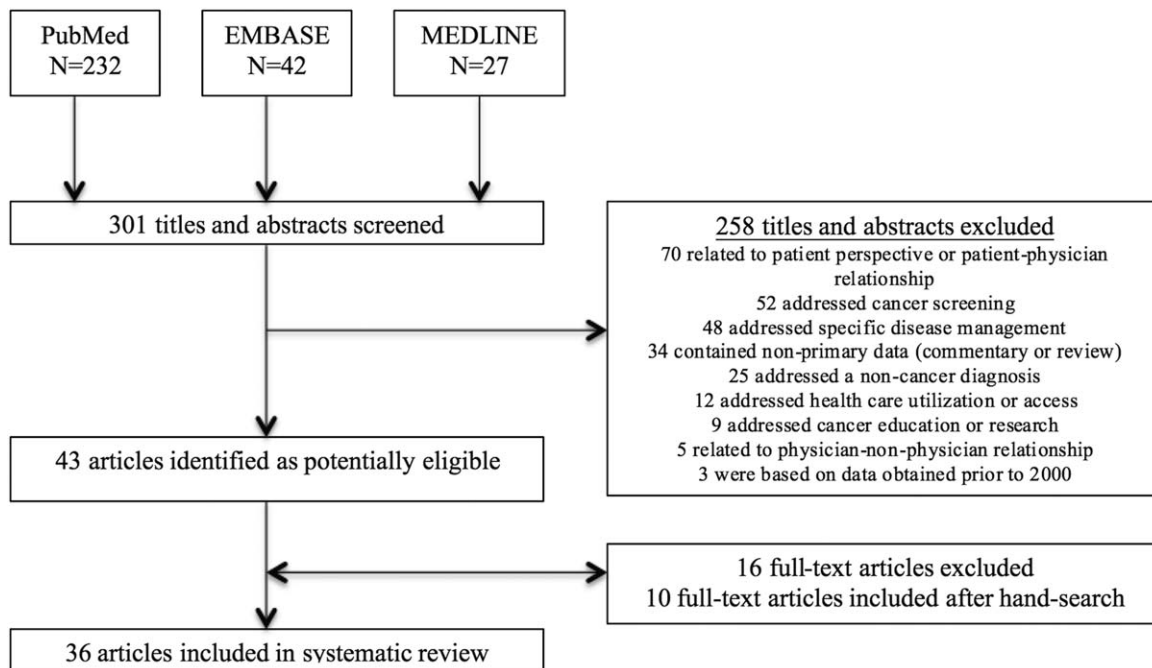 PubMed
N=232
EMBASE
N=42
MEDLINE
N=27
301 titles and abstracts screened
258 titles and abstracts excluded
70 related to patient perspective or patient-physician
relationship
52 addressed cancer screening
48 addressed specific disease management
34 contained non-primary data (commentary or review)
25 addressed a non-cancer diagnosis
12 addressed health care utilization or access
9 addressed cancer education or research
5 related to physician-non-physician relationship
3 were based on data obtained prior to 2000
43 articles identified as potentially eligible
16 full-text articles excluded
10 full-text articles included after hand-search
36 articles included in systematic review